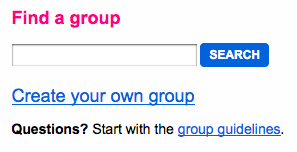 Find a group
SEARCH
Create your own group
Questions? Start with the group guidelines.